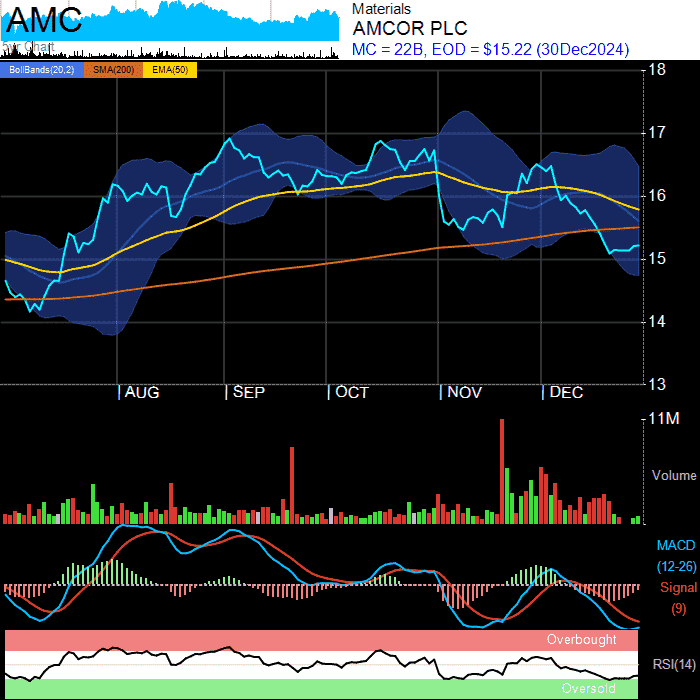 AMC
5yr Chart
Materials
AMCOR PLC
MC = 22B, EOD = $15.22 (30Dec2024)
BollBands(20,2) SMA(200) EMA(50)
18
17
16
15
14
13
| AUG | SEP | OCT | NOV | DEC
11M
Volume
MACD
(12-26)
Signal
(9)
Overbought
RSI(14)
Oversold